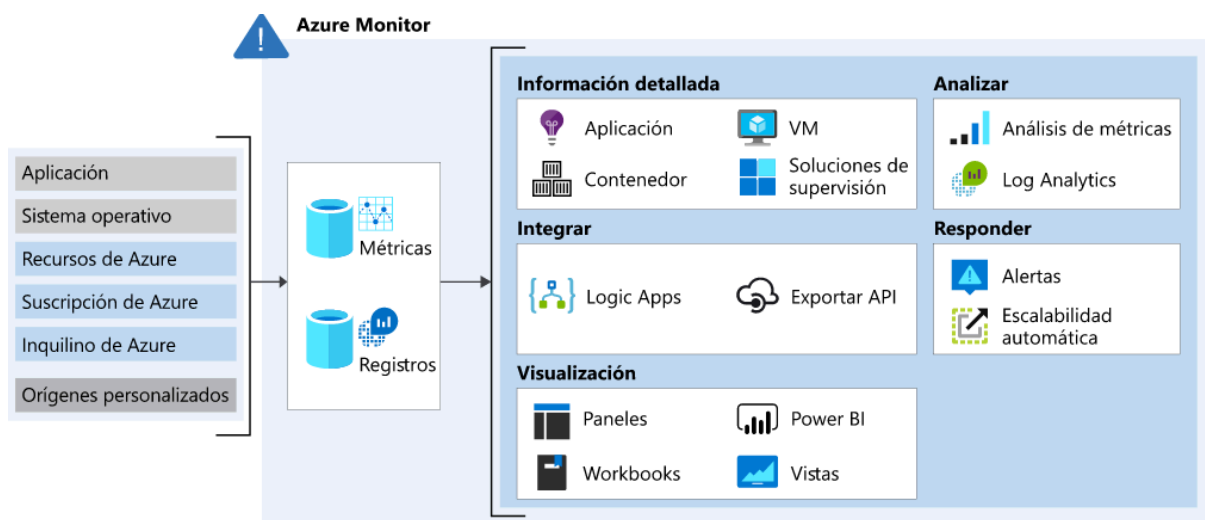 Azure Monitor
Aplicación
Sistema operativo
Recursos de Azure
Suscripción de Azure
Inquilino de Azure
Orígenes personalizados
Métricas
Registros
Información detallada
Aplicación
VM
Contenedor
Soluciones de
supervisión
Analizar
Análisis de métricas
Log Analytics
Integrar
Logic Apps
Exportar API
Responder
Alertas
Escalabilidad
automática
Visualización
Paneles
Power BI
Workbooks
Vistas